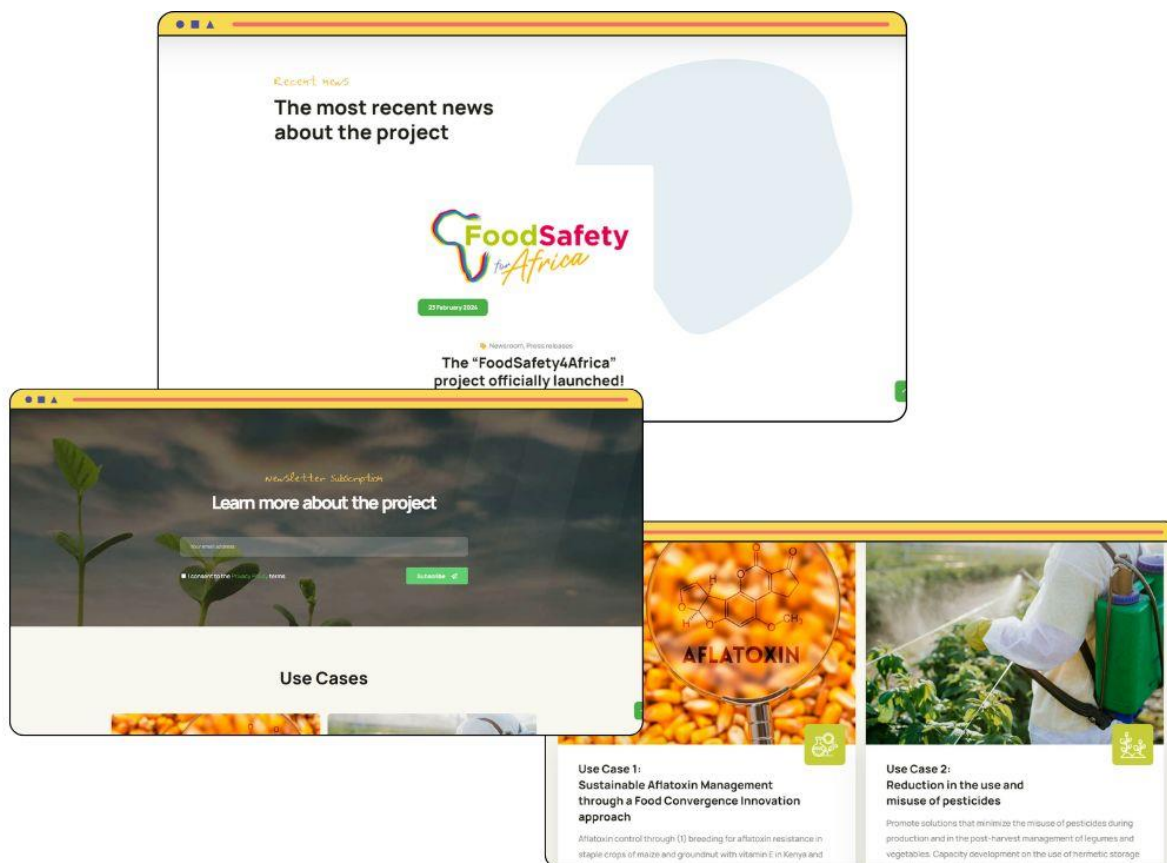 Recent news
The most recent news
about the project
FoodSafety
for Africa
23 February 2024
Newsroom, Press releases
The “FoodSafety4Africa”
project officially launched!
Newsletter Subscription
Learn more about the project
Your email address
I consent to the Privacy Policy terms
Subscribe
Use Cases
H
O
O
O
O
H
O
CH₃
AFLATOXIN
Use Case 1:
Sustainable Aflatoxin Management
through a Food Convergence Innovation
approach
Aflatoxin control through (1) breeding for aflatoxin resistance in
staple crops of maize and groundnut with vitamin E in Kenya and
Use Case 2:
Reduction in the use and
misuse of pesticides
Promote solutions that minimize the misuse of pesticides during
production and in the post-harvest management of legumes and
vegetables. Capacity development on the use of hermetic storage